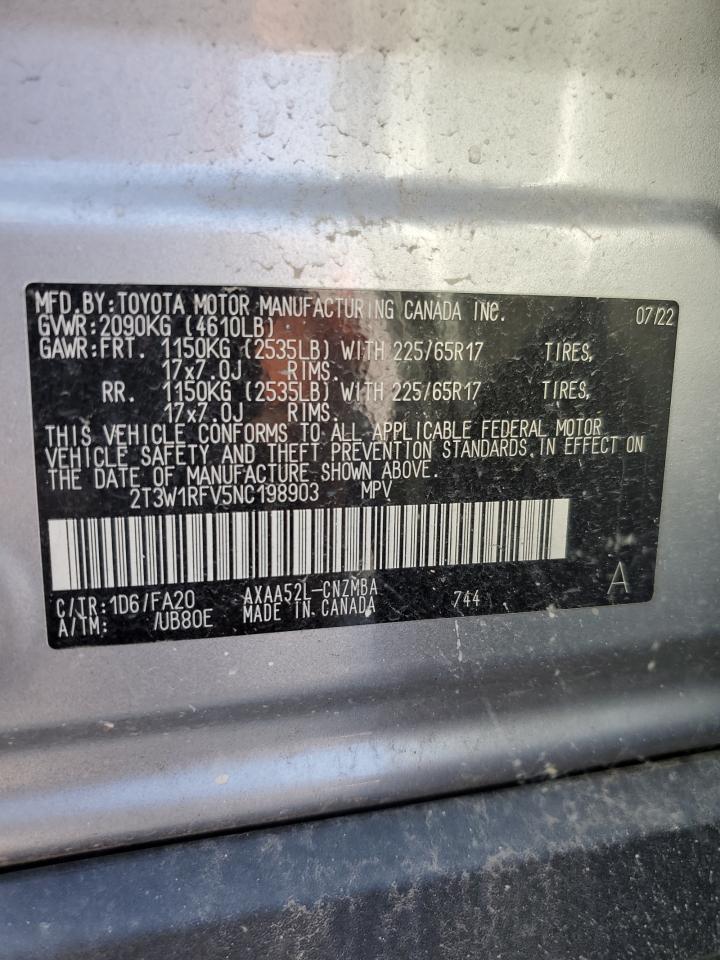 MFD.BY:TOYOTA MOTOR MANUFACTURING CANADA INC. 07/22
GVWR:2090KG (4610LB)
GAWR:FRT. 1150KG (2535LB) WITH 225/65R17 TIRES,
17x7.0J RIMS.
RR. 1150KG (2535LB) WITH 225/65R17 TIRES,
17x7.0J RIMS.
THIS VEHICLE CONFORMS TO ALL APPLICABLE FEDERAL MOTOR
VEHICLE SAFETY AND THEFT PREVENTION STANDARDS IN EFFECT ON
THE DATE OF MANUFACTURE SHOWN ABOVE.
2T3W1RFV5NC198903 MPV
C/TR:1D6/FA20 AXAA52L-CNZMBA 744 A
A/TM: /UB80E MADE IN CANADA